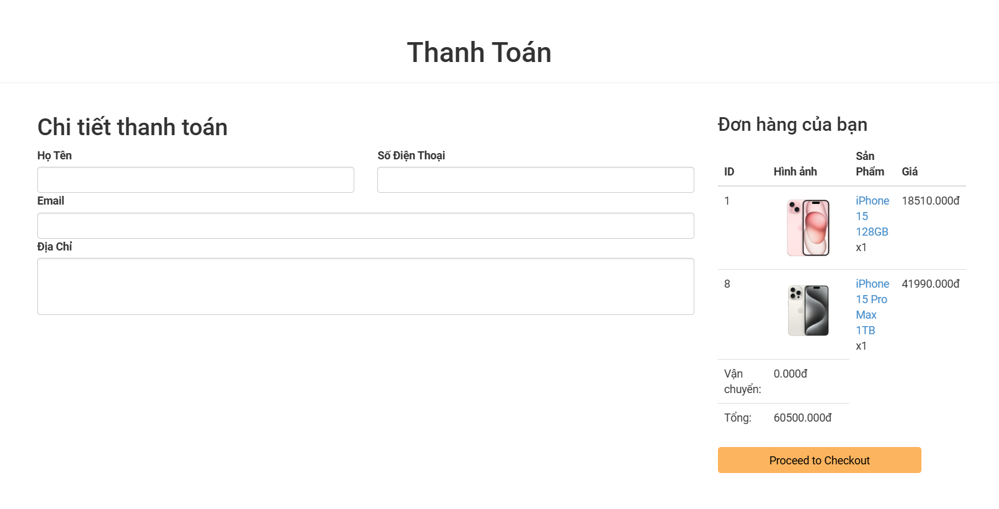 Thanh Toán
Chi tiết thanh toán
Họ Tên
Số Điện Thoại
Email
Địa Chỉ
Đơn hàng của bạn
ID
Hình ảnh
Sản
Phẩm
Giá
1
iPhone
15
128GB
x1
18510.000đ
8
iPhone
15 Pro
Max
1TB
x1
41990.000đ
Vận
chuyển:
0.000đ
Tổng:
60500.000đ
Proceed to Checkout